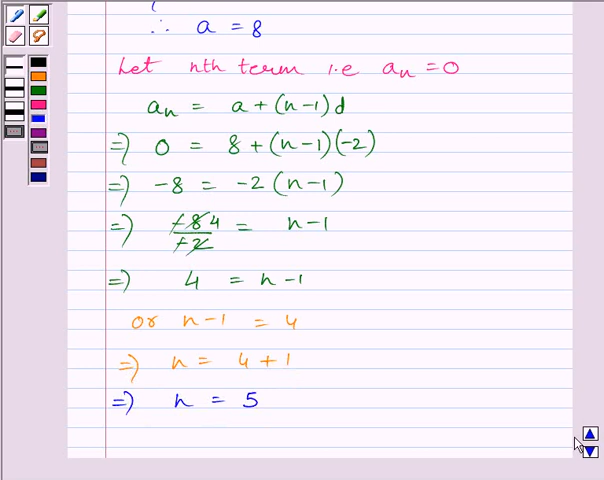 ∴ a = 8
Let nth term i.e aₙ = 0
aₙ = a + (n-1)d
⇒) 0 = 8 + (n-1)(-2)
⇒) -8 = -2(n-1)
⇒) -8 4 / -2 = n-1
⇒) 4 = n-1
or n-1 = 4
⇒) n = 4+1
⇒) n = 5